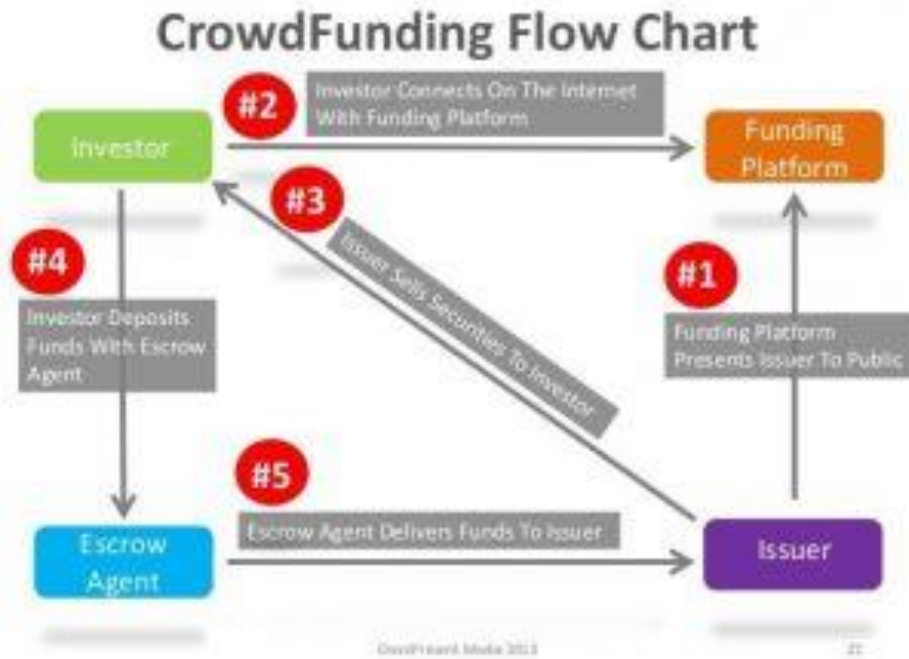 CrowdFunding Flow Chart
#2
Investor Connects On The Internet
With Funding Platform
Investor
Funding
Platform
#3
Issuer Sells Securities To Investor
#4
Investor Deposits
Funds With Escrow
Agent
#1
Funding Platform
Presents Issuer To Public
#5
Escrow Agent Delivers Funds To Issuer
Escrow
Agent
Issuer
Media